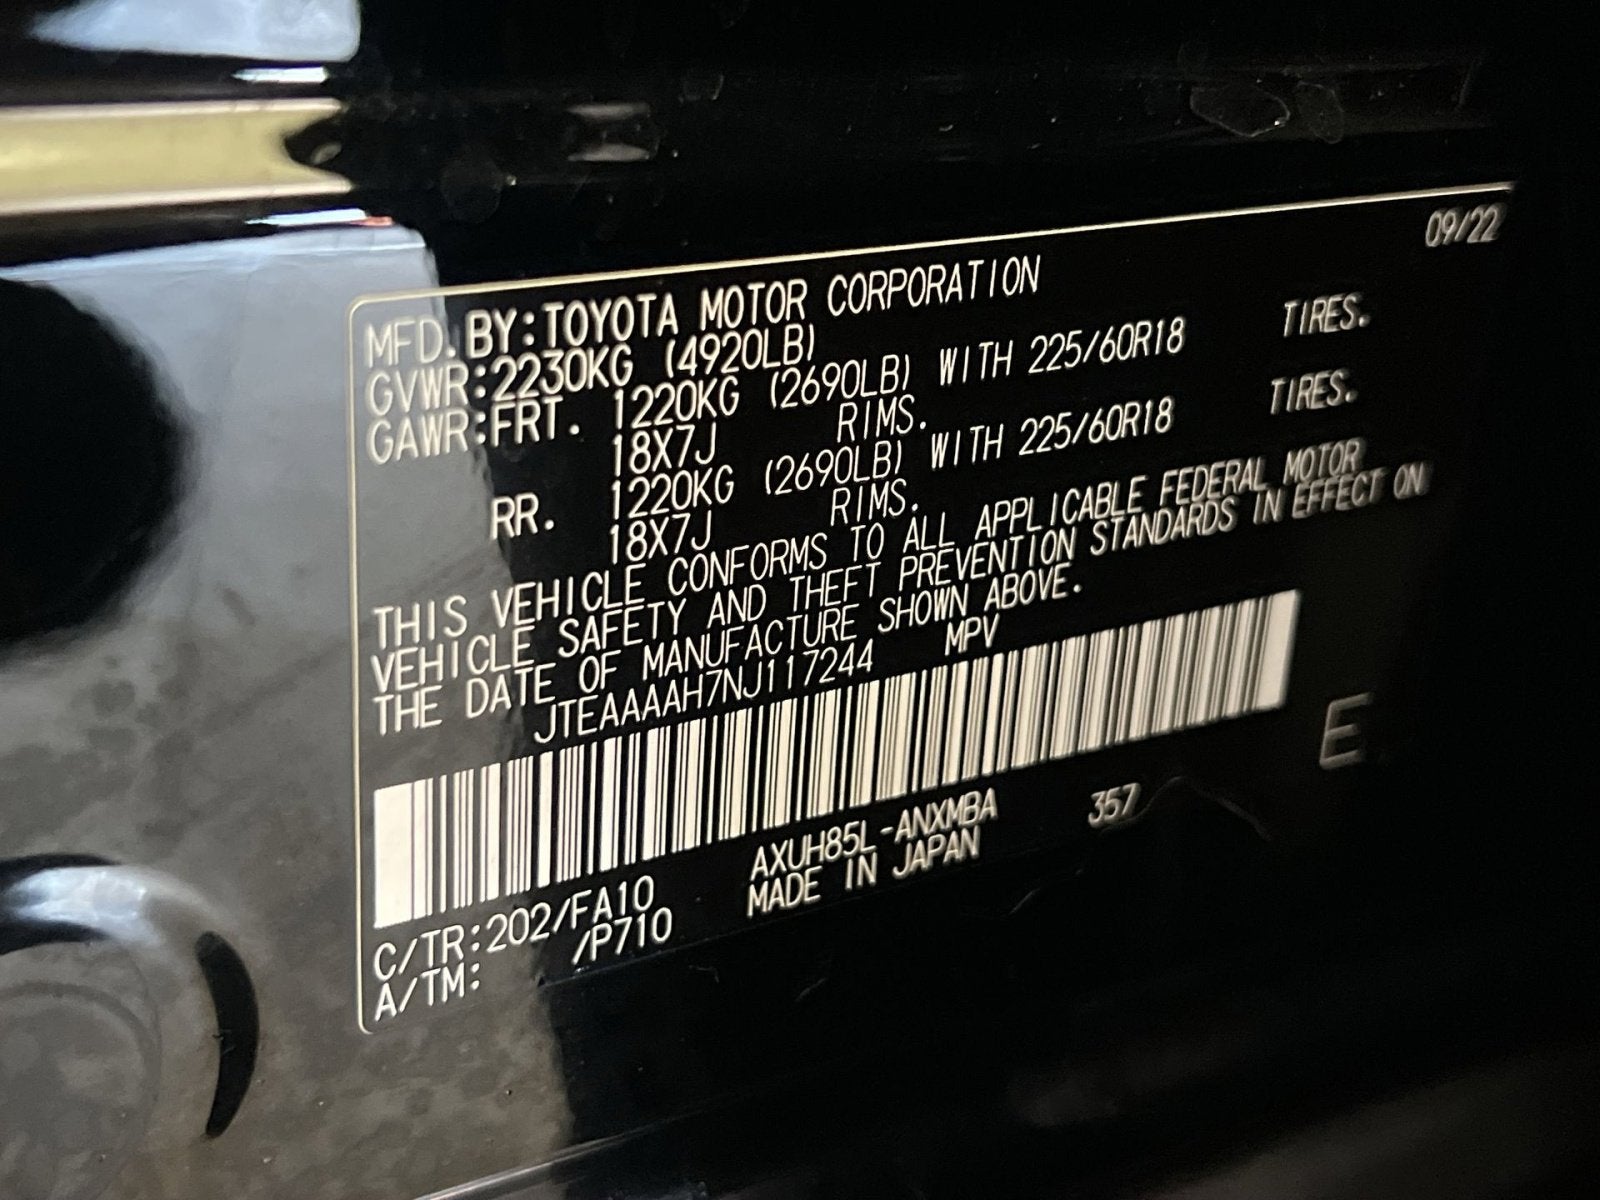 09/22
MFD. BY: TOYOTA MOTOR CORPORATION
GVWR: 2230KG (4920LB)
GAWR: FRT. 1220KG (2690LB) WITH 225/60R18 TIRES.
18X7J RIMS.
RR. 1220KG (2690LB) WITH 225/60R18 TIRES.
18X7J RIMS.
THIS VEHICLE CONFORMS TO ALL APPLICABLE FEDERAL MOTOR
VEHICLE SAFETY AND THEFT PREVENTION STANDARDS IN EFFECT ON
THE DATE OF MANUFACTURE SHOWN ABOVE.
JTEAAAAH7NJ117244 MPV
E
AXUH85L-ANXMBA 357
C/TR:202/FA10 MADE IN JAPAN
A/TM: /P710